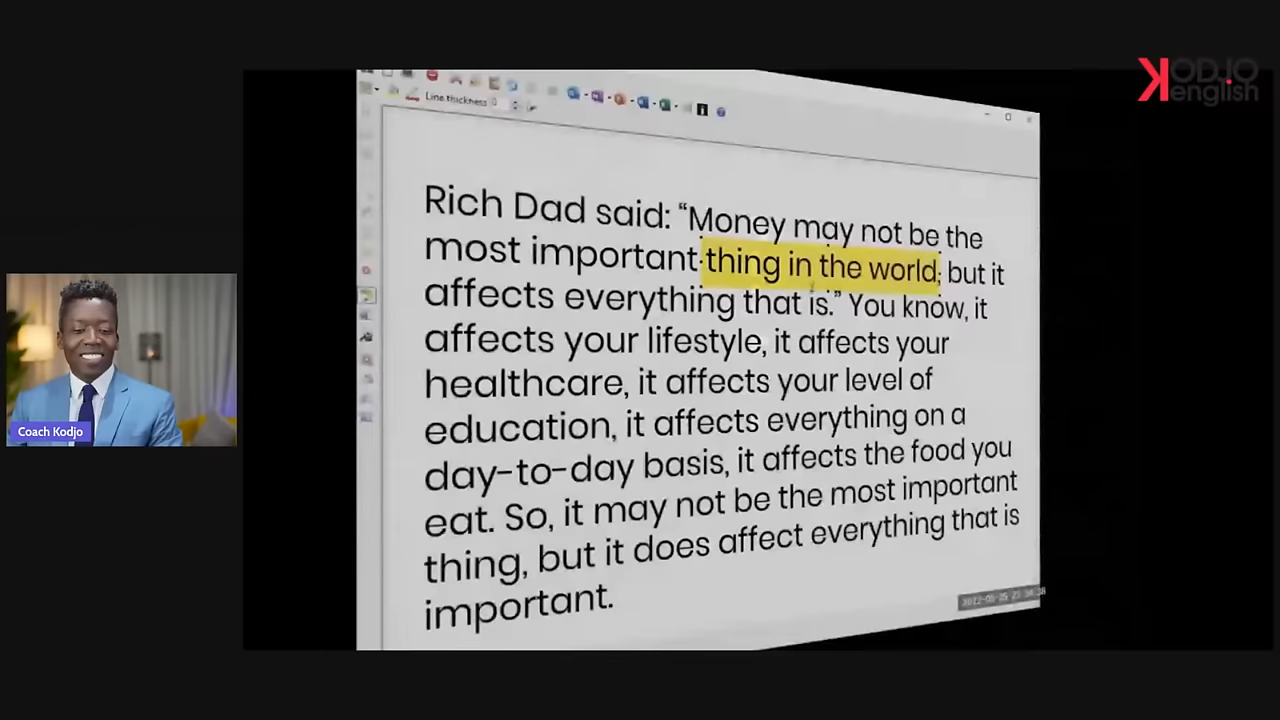 KODJO
english
Line thickness 0
Rich Dad said: “Money may not be the
most important thing in the world, but it
affects everything that is.” You know, it
affects your lifestyle, it affects your
healthcare, it affects your level of
education, it affects everything on a
day-to-day basis, it affects the food you
eat. So, it may not be the most important
thing, but it does affect everything that is
important.
Coach Kodjo